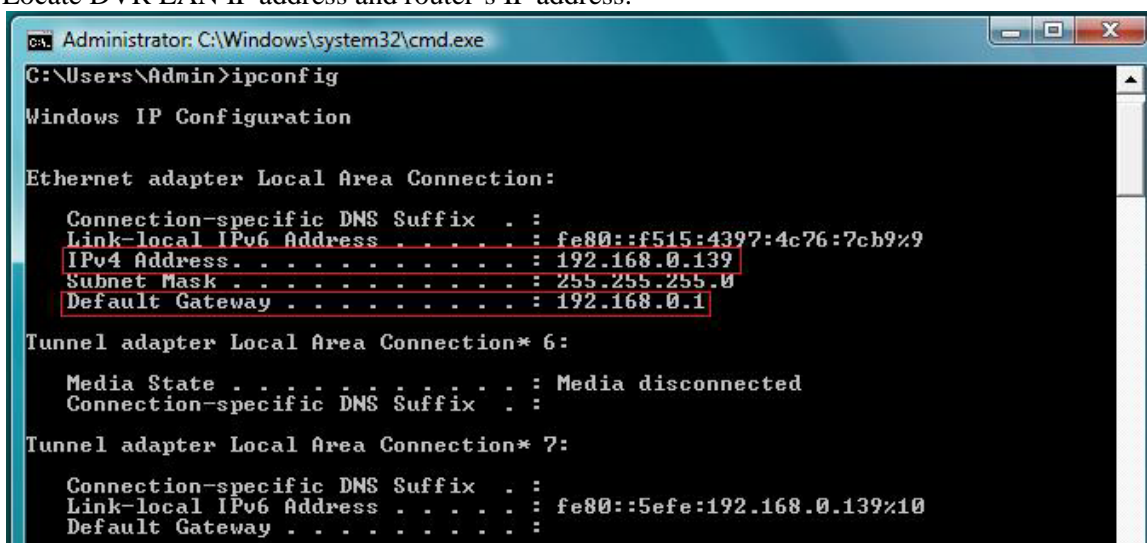 Locate DVR LAN IP address and router's IP address.
Administrator: C:\Windows\system32\cmd.exe
C:\Users\Admin>ipconfig
Windows IP Configuration
Ethernet adapter Local Area Connection:
Connection-specific DNS Suffix . :
Link-local IPv6 Address . . . . . : fe80::f515:4397:4c76:7cb9%9
IPv4 Address. . . . . . . . . . . : 192.168.0.139
Subnet Mask . . . . . . . . . . . : 255.255.255.0
Default Gateway . . . . . . . . . : 192.168.0.1
Tunnel adapter Local Area Connection* 6:
Media State . . . . . . . . . . . : Media disconnected
Connection-specific DNS Suffix . :
Tunnel adapter Local Area Connection* 7:
Connection-specific DNS Suffix . :
Link-local IPv6 Address . . . . . : fe80::5efe:192.168.0.139%10
Default Gateway . . . . . . . . . :